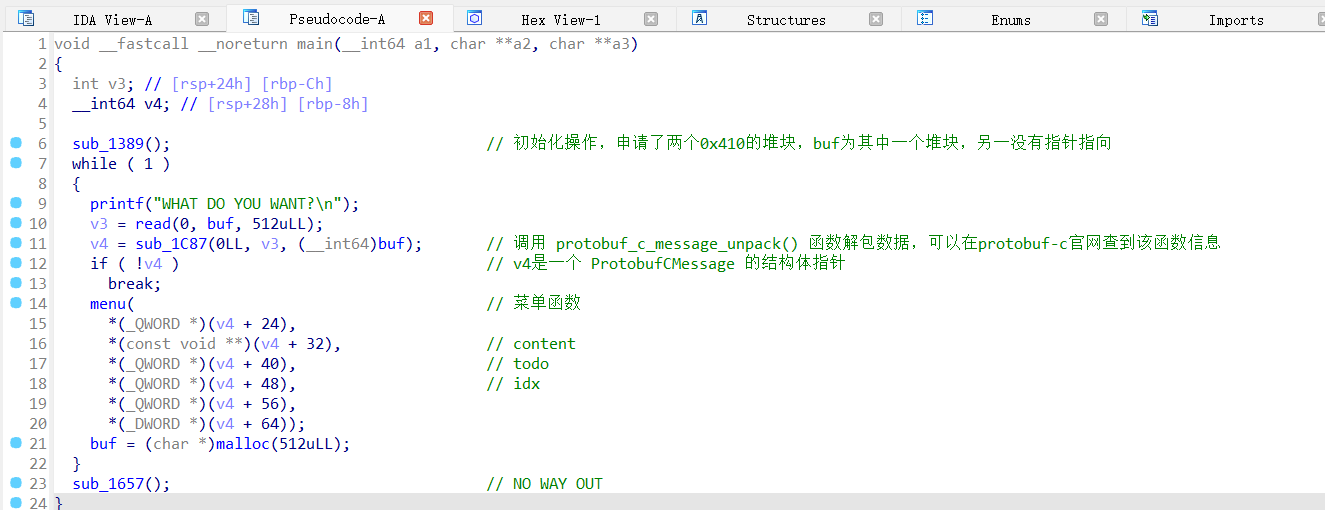 IDA View-A Pseudocode-A Hex View-1 Structures Enums Imports
1 void __fastcall __noreturn main(__int64 a1, char **a2, char **a3)
2 {
3 int v3; // [rsp+24h] [rbp-Ch]
4 __int64 v4; // [rsp+28h] [rbp-8h]
5
6 sub_1389(); // 初始化操作，申请了两个0x410的堆块，buf为其中一个堆块，另一没有指针指向
7 while ( 1 )
8 {
9 printf("WHAT DO YOU WANT?\n");
10 v3 = read(0, buf, 512uLL);
11 v4 = sub_1C87(0LL, v3, (__int64)buf); // 调用 protobuf_c_message_unpack() 函数解包数据，可以在protobuf-c官网查到该函数信息
12 if ( !v4 ) // v4是一个 ProtobufCMessage 的结构体指针
13 break;
14 menu( // 菜单函数
15 *(_QWORD *)(v4 + 24),
16 *(const void **)(v4 + 32), // content
17 *(_QWORD *)(v4 + 40), // todo
18 *(_QWORD *)(v4 + 48), // idx
19 *(_QWORD *)(v4 + 56),
20 *(_DWORD *)(v4 + 64));
21 buf = (char *)malloc(512uLL);
22 }
23 sub_1657(); // NO WAY OUT
24 }